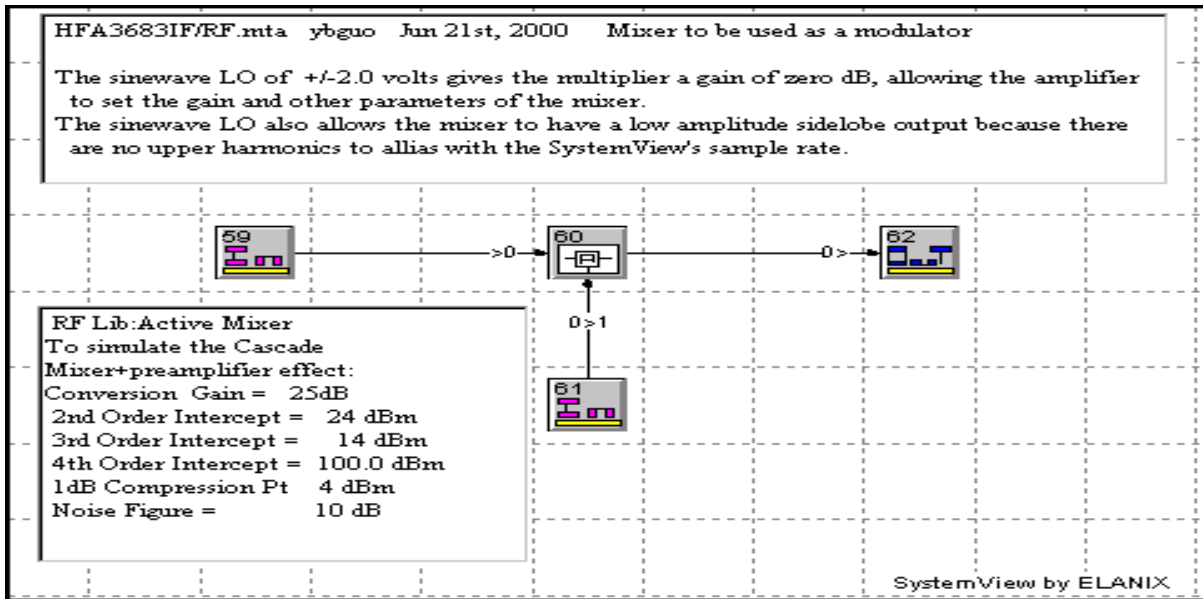 HFA3683IF/RF.mta ybguo Jun 21st, 2000 Mixer to be used as a modulator
The sinewave LO of +/-2.0 volts gives the multiplier a gain of zero dB, allowing the amplifier
to set the gain and other parameters of the mixer.
The sinewave LO also allows the mixer to have a low amplitude sidelobe output because there
are no upper harmonics to allias with the SystemView's sample rate.
59
>0
60
0>
62
0>1
61
RF Lib:Active Mixer
To simulate the Cascade
Mixer+preamplifier effect:
Conversion Gain = 25dB
2nd Order Intercept = 24 dBm
3rd Order Intercept = 14 dBm
4th Order Intercept = 100.0 dBm
1dB Compression Pt 4 dBm
Noise Figure = 10 dB
SystemView by ELANIX